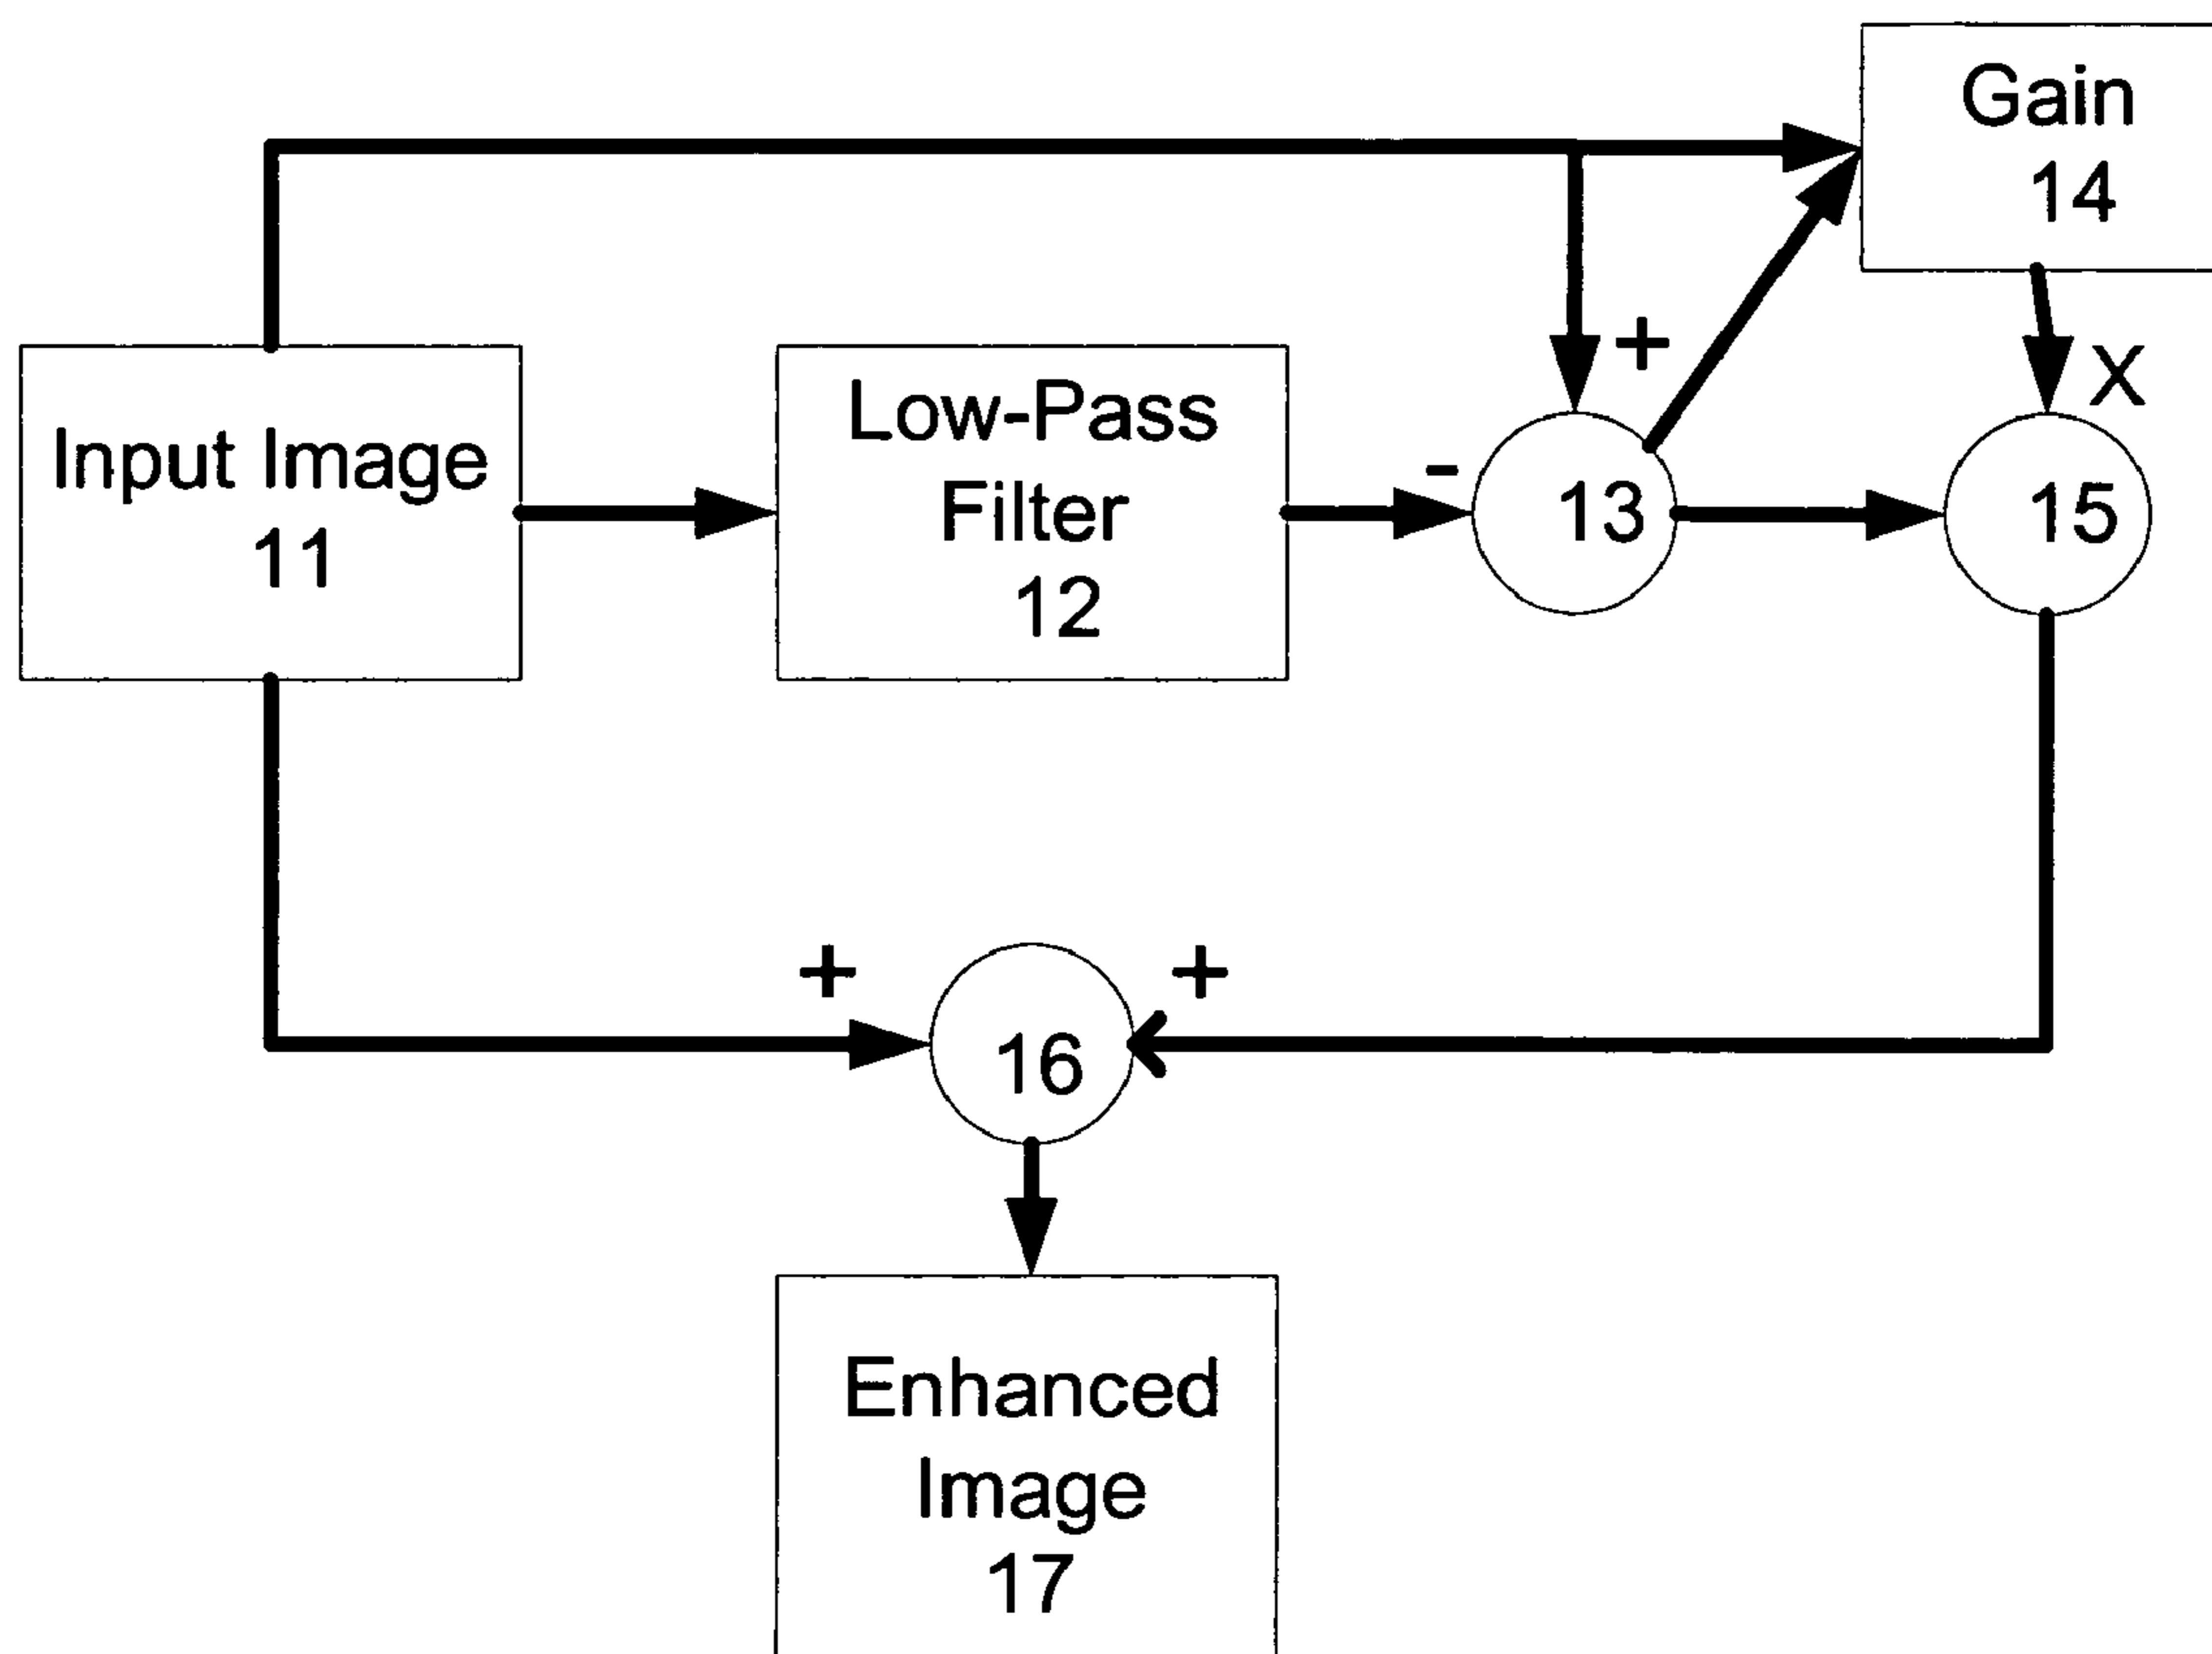 Gain
14
+
X
Input Image
11
Low-Pass
Filter
12
-
13
15
+
+
16
Enhanced
Image
17